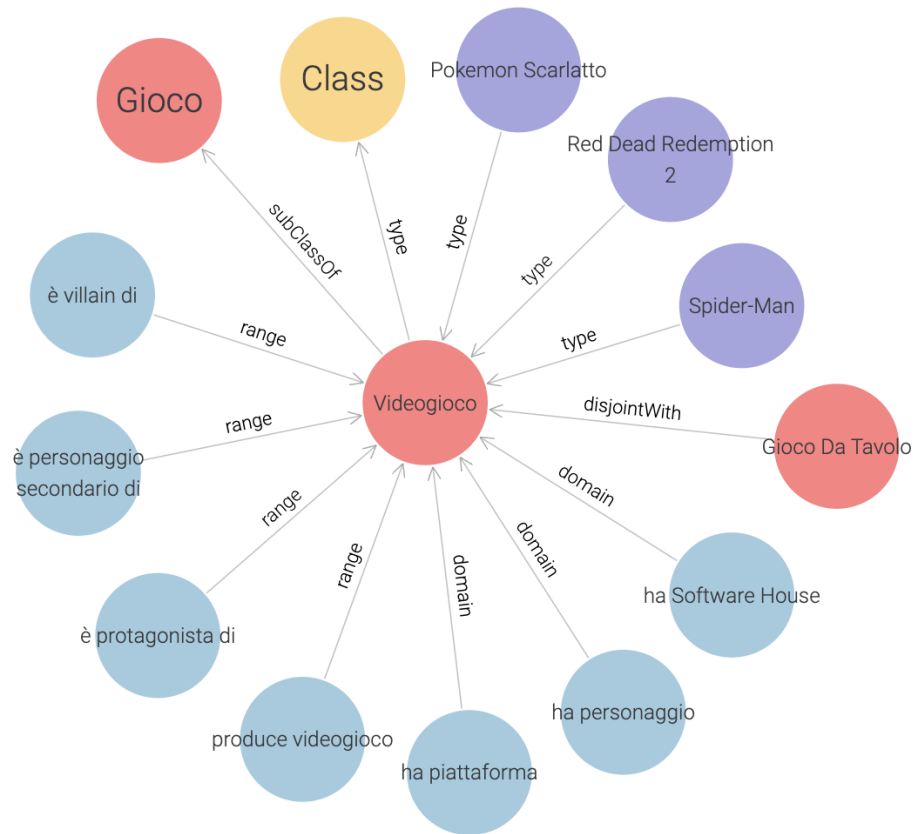 Gioco
Class
Pokemon Scarlatto
Red Dead Redemption
2
Spider-Man
Gioco Da Tavolo
ha Software House
ha personaggio
ha piattaforma
produce videogioco
è protagonista di
è personaggio
secondario di
è villain di
Videogioco
subClassOf
type
type
type
type
disjointWith
domain
domain
domain
range
range
range
range